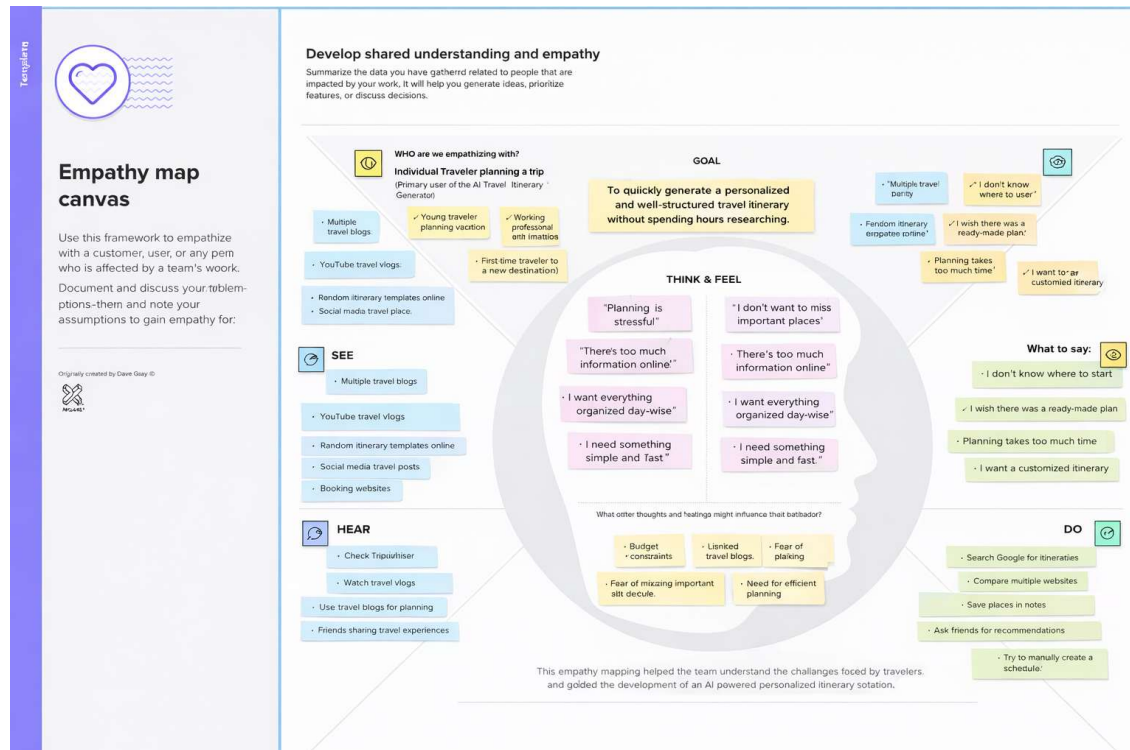 Template
Empathy map
canvas
Use this framework to empathize
with a customer, user, or any pem
who is affected by a team's woork.
Document and discuss your
ptions-them and note your
assumptions to gain empathy for:
Originally created by Dave Gray ©
Develop shared understanding and empathy
Summarize the data you have gatherrd related to people that are
impacted by your work, It will help you generate ideas, prioritize
features, or discuss decisions.
WHO are we empathizing with?
Individual Traveler planning a trip
(Primary user of the AI Travel Itinerary
Generator)
· Multiple
travel blogs
✓ Young traveler
planning vacation
✓ Working
professional
· YouTube travel vlogs.
· First-time traveler to
a new destination)
· Random itinerary templates online
· Social mada travel place.
GOAL
To quiickly generate a personalized
and well-structured travel itinerary
without spending hours researching.
· "Multiple travel
parity
✓" I don't know
where to user"
itinerary
✓ I wish there was a
ready-made plan."
· Planning takes
too much time'
✓ I want to
itinerary
THINK & FEEL
"Planning is
stressful"
"I don't want to miss
important places"
"There's too much
information online"
· There's too much
information online"
· I want everything
organized day-wise"
· I want everything
organized day-wise"
· I need something
simple and fast"
· I need something
simple and fast."
SEE
· Multiple travel blogs
· YouTube travel vlogs
· Random itinerary templates online
· Social media travel posts
· Booking websites
What to say:
· I don't know where to start
✓ I wish there was a ready-made plan
· Planning takes too much time
· I want a customized itinerary
HEAR
· Check
· Watch travel vlogs
· Use travel blogs for planning
· Friends sharing travel experiences
What other thoughts and might influence
· Budget
· constraints
travel blogs.
· Fear of
· Fear of important
· Need for efficient
planning
DO
· Search Google for
· Compare multiple websites
· Save places in notes
· Ask friends for recommendations
· Try to manually create a
schedule.'
This empathy mapping helped the team understand the challenges foced by travelers.
and goided the development of an AI powered personalized itinerary sotation.